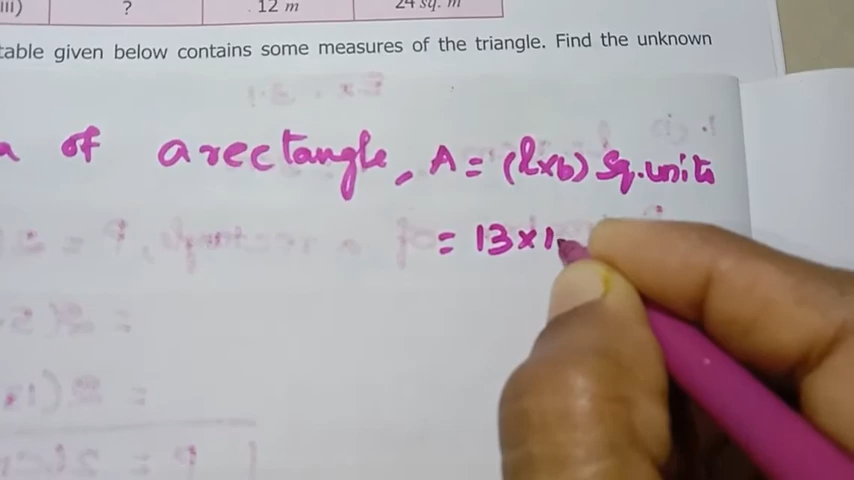 iii) ? 12 m 24 sq. m
table given below contains some measures of the triangle. Find the unknown
a of a rectangle, A = (l×b) Sq.units
= 13×1